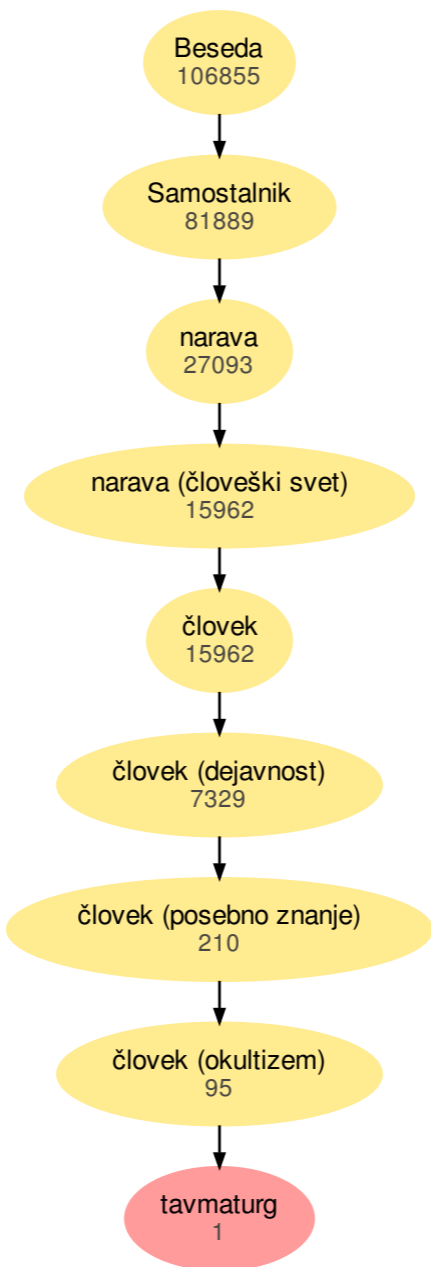 Beseda
106855
Samostalnik
81889
narava
27093
narava (človeški svet)
15962
človek
15962
človek (dejavnost)
7329
človek (posebno znanje)
210
človek (okultizem)
95
tavmaturg
1